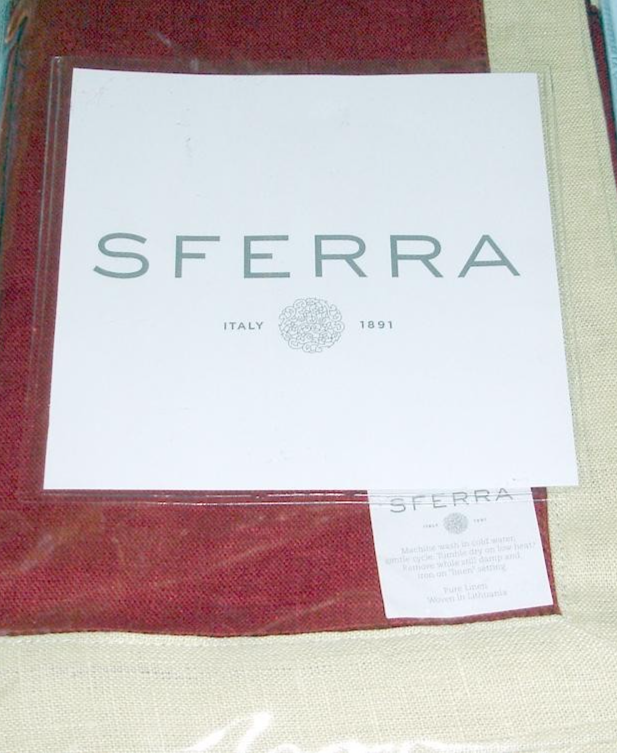 SFERRA
ITALY 1891
SFERRA
ITALY 1891
Machine wash in cold water,
gentle cycle. Tumble dry on low heat.
Remove while still damp and
iron on "linen" setting.
Pure Linen
Woven in Lithuania